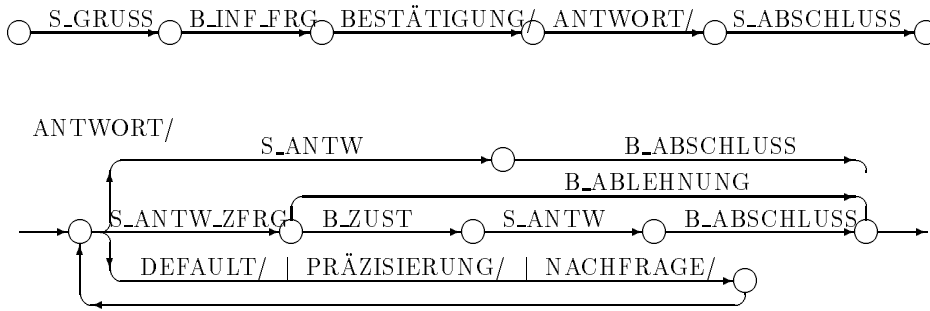 S_GRUSS B_INF_FRG BESTÄTIGUNG/ ANTWORT/ S_ABSCHLUSS
ANTWORT/
S_ANTW B_ABSCHLUSS
B_ABLEHNUNG
S_ANTW_ZFRG B_ZUST S_ANTW B_ABSCHLUSS
DEFAULT/ | PRÄZISIERUNG/ | NACHFRAGE/